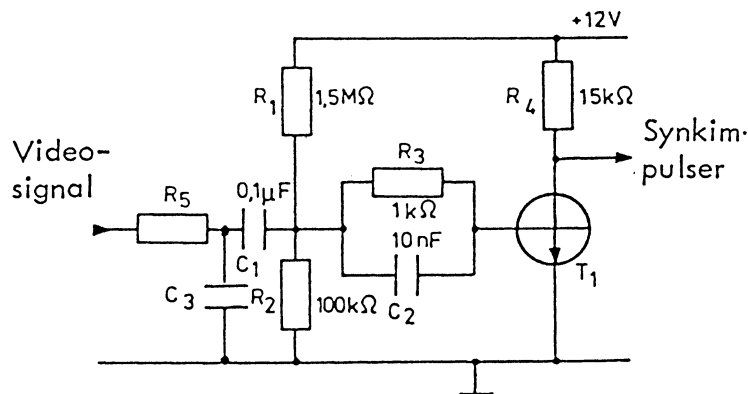 +12V
R1
1,5MΩ
R4
15kΩ
Video-
signal
Synkim-
pulser
R3
1kΩ
R5
0,1µF
C1
10nF
C2
T1
C3
R2
100kΩ